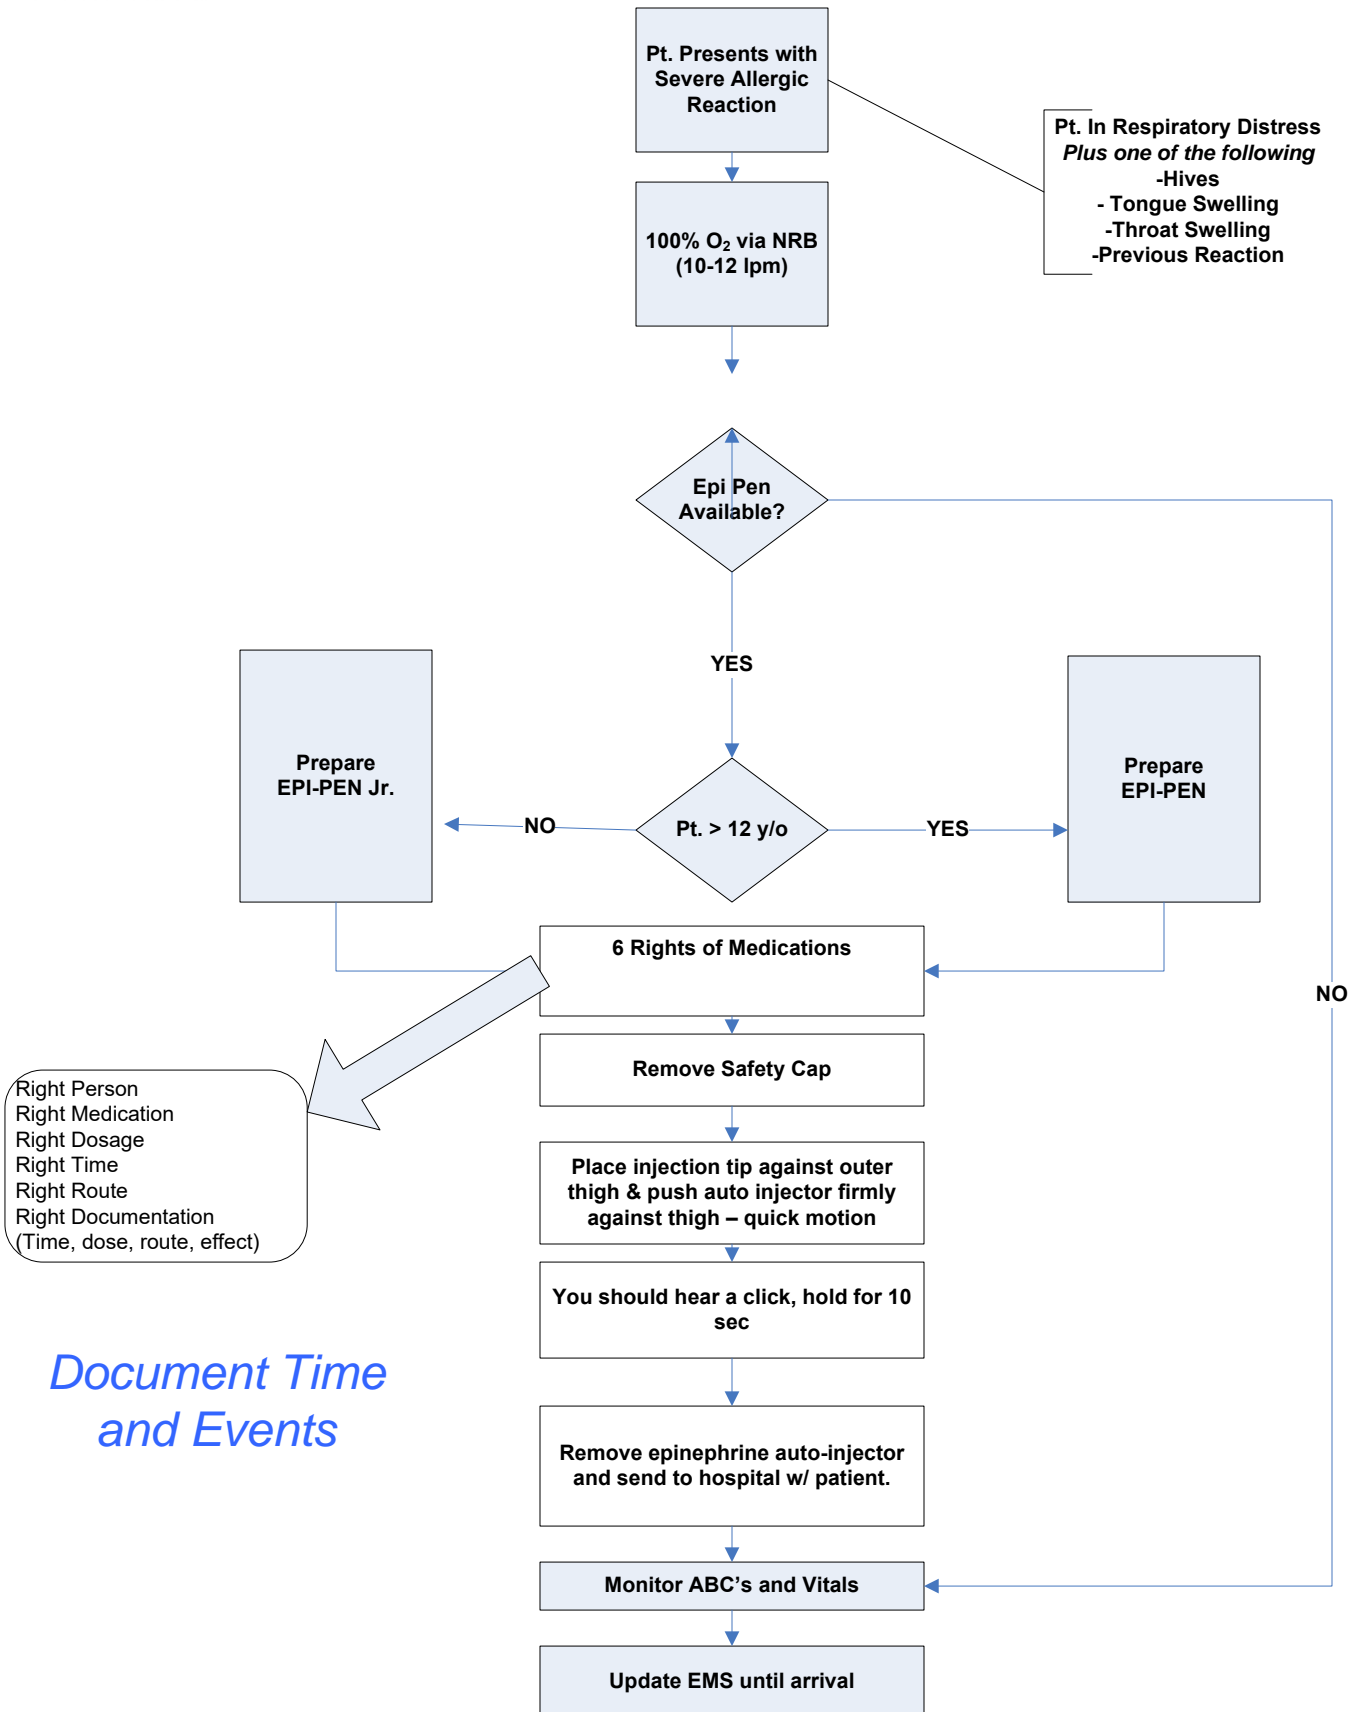 Pt. Presents with
Severe Allergic
Reaction
Pt. In Respiratory Distress
Plus one of the following
-Hives
- Tongue Swelling
-Throat Swelling
-Previous Reaction
100% O₂ via NRB
(10-12 lpm)
Epi Pen
Available?
YES
Prepare
EPI-PEN Jr.
NO
Pt. > 12 y/o
YES
Prepare
EPI-PEN
6 Rights of Medications
NO
Remove Safety Cap
Right Person
Right Medication
Right Dosage
Right Time
Right Route
Right Documentation
(Time, dose, route, effect)
Place injection tip against outer
thigh & push auto injector firmly
against thigh – quick motion
You should hear a click, hold for 10
sec
Document Time
and Events
Remove epinephrine auto-injector
and send to hospital w/ patient.
Monitor ABC’s and Vitals
Update EMS until arrival